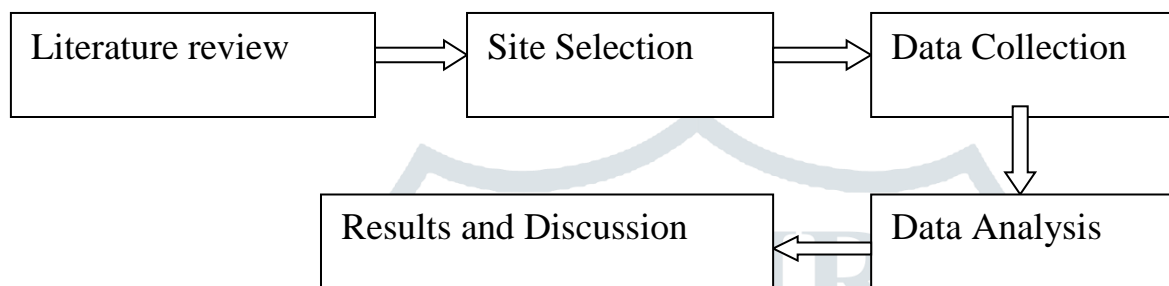 Literature review
Site Selection
Data Collection
Data Analysis
Results and Discussion